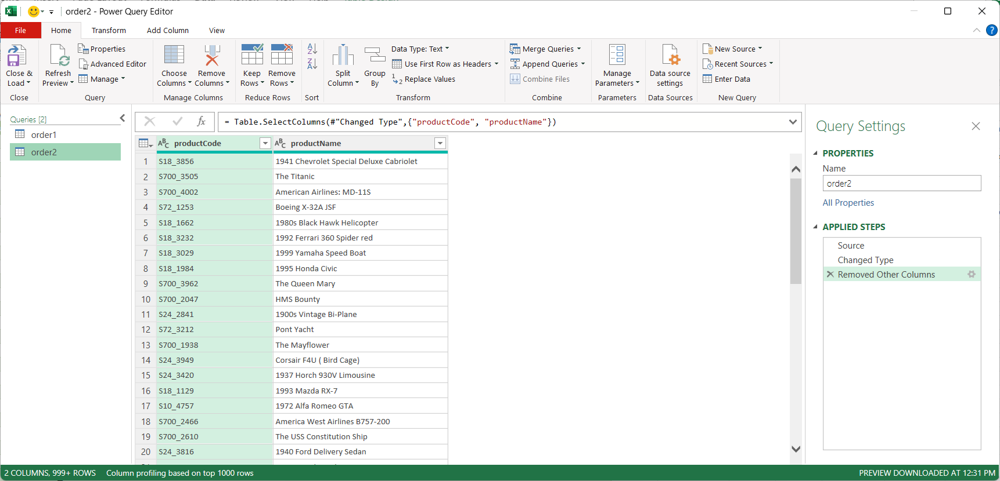 order2 - Power Query Editor
File Home Transform Add Column View
Close & Load
Close
Refresh Preview
Properties
Advanced Editor
Manage
Query
Choose Columns
Remove Columns
Manage Columns
Keep Rows
Remove Rows
Reduce Rows
Sort
Split Column
Group By
Data Type: Text
Use First Row as Headers
Replace Values
Transform
Merge Queries
Append Queries
Combine Files
Combine
Manage Parameters
Parameters
Data source settings
Data Sources
New Source
Recent Sources
Enter Data
New Query
Queries [2]
order1
order2
fx
= Table.SelectColumns(#"Changed Type",{"productCode", "productName"})
ABC productCode ABC productName
1 S18_3856 1941 Chevrolet Special Deluxe Cabriolet
2 S700_3505 The Titanic
3 S700_4002 American Airlines: MD-11S
4 S72_1253 Boeing X-32A JSF
5 S18_1662 1980s Black Hawk Helicopter
6 S18_3232 1992 Ferrari 360 Spider red
7 S18_3029 1999 Yamaha Speed Boat
8 S18_1984 1995 Honda Civic
9 S700_3962 The Queen Mary
10 S700_2047 HMS Bounty
11 S24_2841 1900s Vintage Bi-Plane
12 S72_3212 Pont Yacht
13 S700_1938 The Mayflower
14 S24_3949 Corsair F4U ( Bird Cage)
15 S24_3420 1937 Horch 930V Limousine
16 S18_1129 1993 Mazda RX-7
17 S10_4757 1972 Alfa Romeo GTA
18 S700_2466 America West Airlines B757-200
19 S700_2610 The USS Constitution Ship
20 S24_3816 1940 Ford Delivery Sedan
Query Settings
PROPERTIES
Name
order2
All Properties
APPLIED STEPS
Source
Changed Type
Removed Other Columns
2 COLUMNS, 999+ ROWS Column profiling based on top 1000 rows
PREVIEW DOWNLOADED AT 12:31 PM